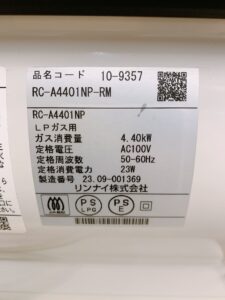 品名コード 10-9357
RC-A4401NP-RM
RC-A4401NP
LPガス用
ガス消費量 4.40kW
定格電圧 AC100V
定格周波数 50-60Hz
定格消費電力 23W
製造番号 23.09-001369
リンナイ株式会社
PS
LPG
PS
E